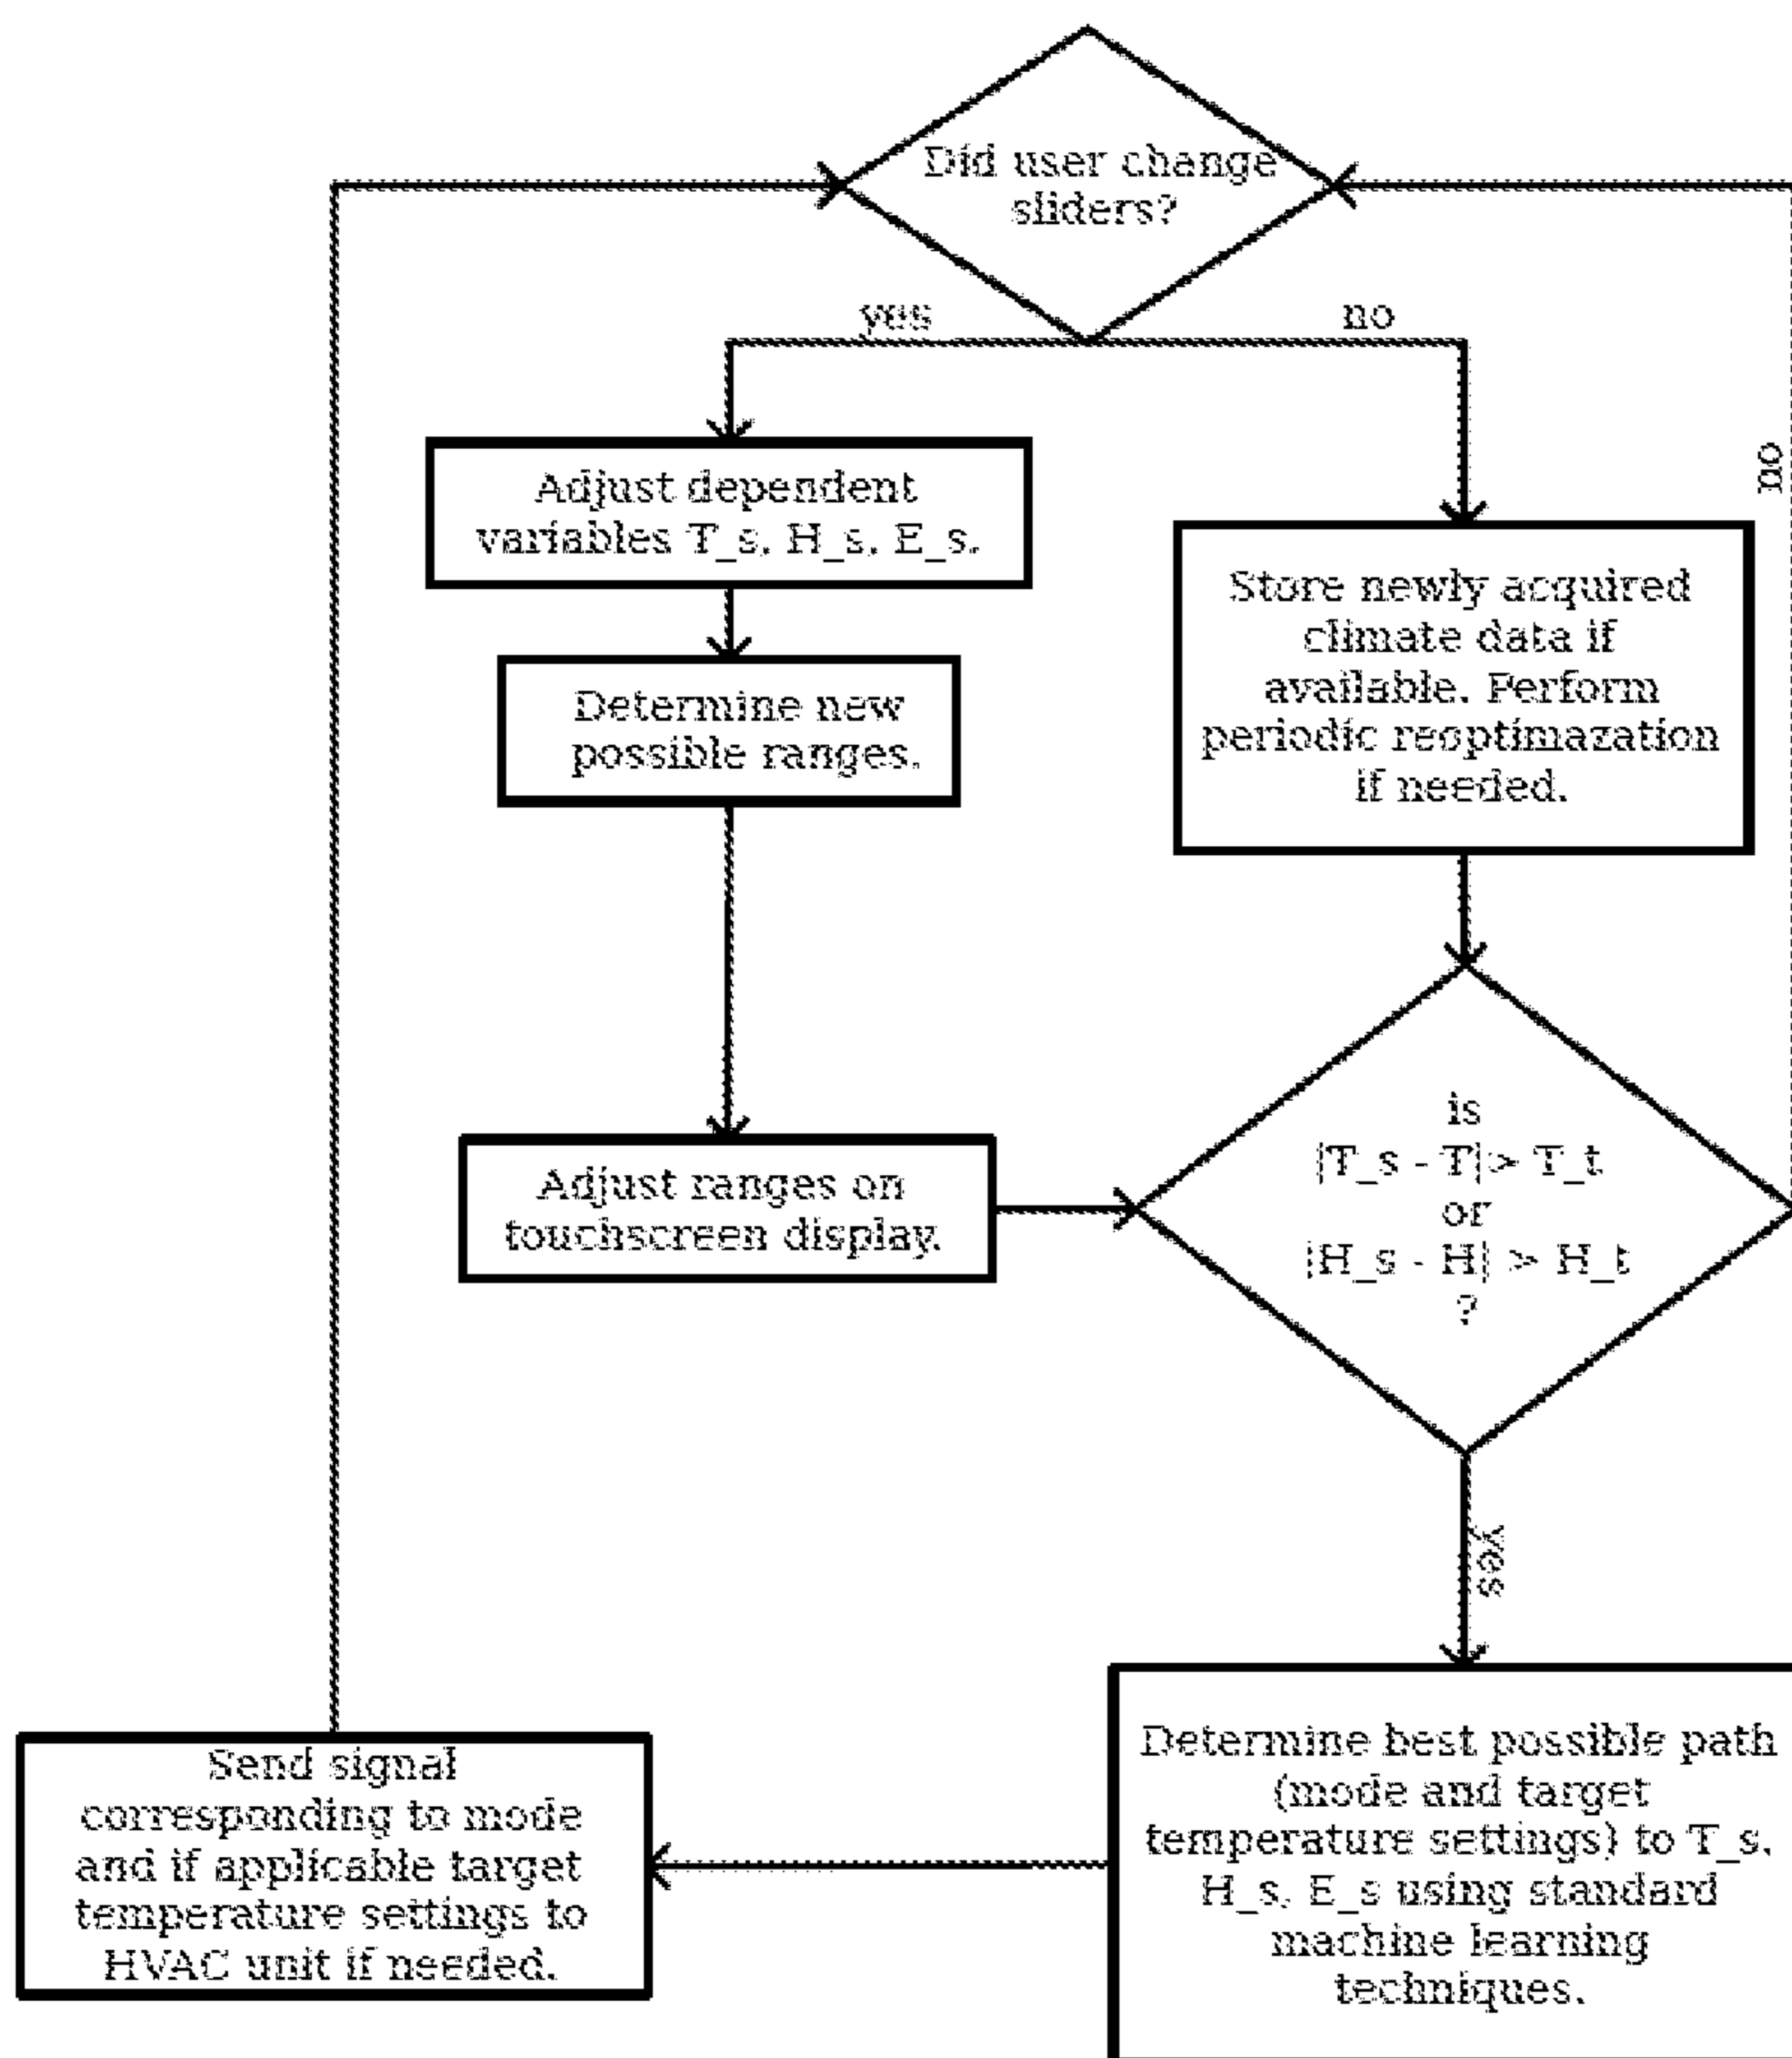 Did user change
sliders?
yes
no
Adjust dependent
variables T_s, H_s, E_s.
no
Store newly acquired
climate data if
available. Perform
periodic reoptimazation
if needed.
Determine new
possible ranges.
is
|T_s - T|> T_t
or
|H_s - H| > H_t
?
Adjust ranges on
touchscreen display.
yes
Determine best possible path
(mode and target
temperature settings) to T_s,
H_s, E_s using standard
machine learning
techniques.
Send signal
corresponding to mode
and if applicable target
temperature settings to
HVAC unit if needed.